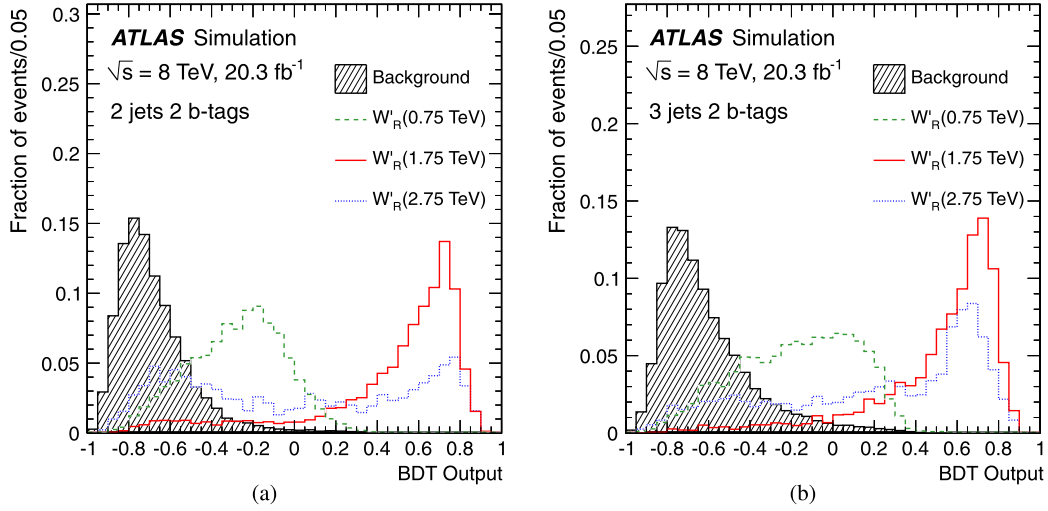 Fraction of events/0.05
0.3
0.25
0.2
0.15
0.1
0.05
0
ATLAS Simulation
√s = 8 TeV, 20.3 fb⁻¹
2 jets 2 b-tags
Background
W'R(0.75 TeV)
W'R(1.75 TeV)
W'R(2.75 TeV)
-1 -0.8 -0.6 -0.4 -0.2 0 0.2 0.4 0.6 0.8 1
BDT Output
(a)
Fraction of events/0.05
0.25
0.2
0.15
0.1
0.05
0
ATLAS Simulation
√s = 8 TeV, 20.3 fb⁻¹
3 jets 2 b-tags
Background
W'R(0.75 TeV)
W'R(1.75 TeV)
W'R(2.75 TeV)
-1 -0.8 -0.6 -0.4 -0.2 0 0.2 0.4 0.6 0.8 1
BDT Output
(b)